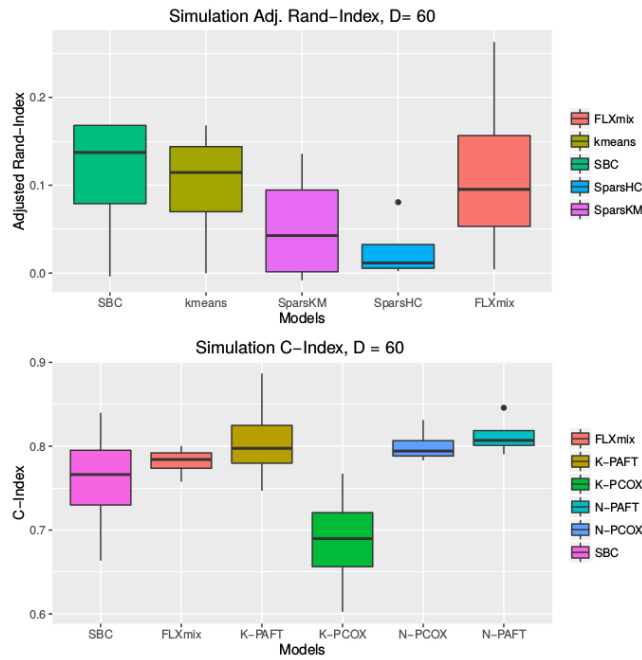 Simulation Adj. Rand-Index, D= 60
Adjusted Rand-Index
0.2
0.1
0.0
SBC kmeans SparsKM SparsHC FLXmix
Models
FLXmix
kmeans
SBC
SparsHC
SparsKM
Simulation C-Index, D = 60
C-Index
0.9
0.8
0.7
0.6
SBC FLXmix K-PAFT K-PCOX N-PCOX N-PAFT
Models
FLXmix
K-PAFT
K-PCOX
N-PAFT
N-PCOX
SBC